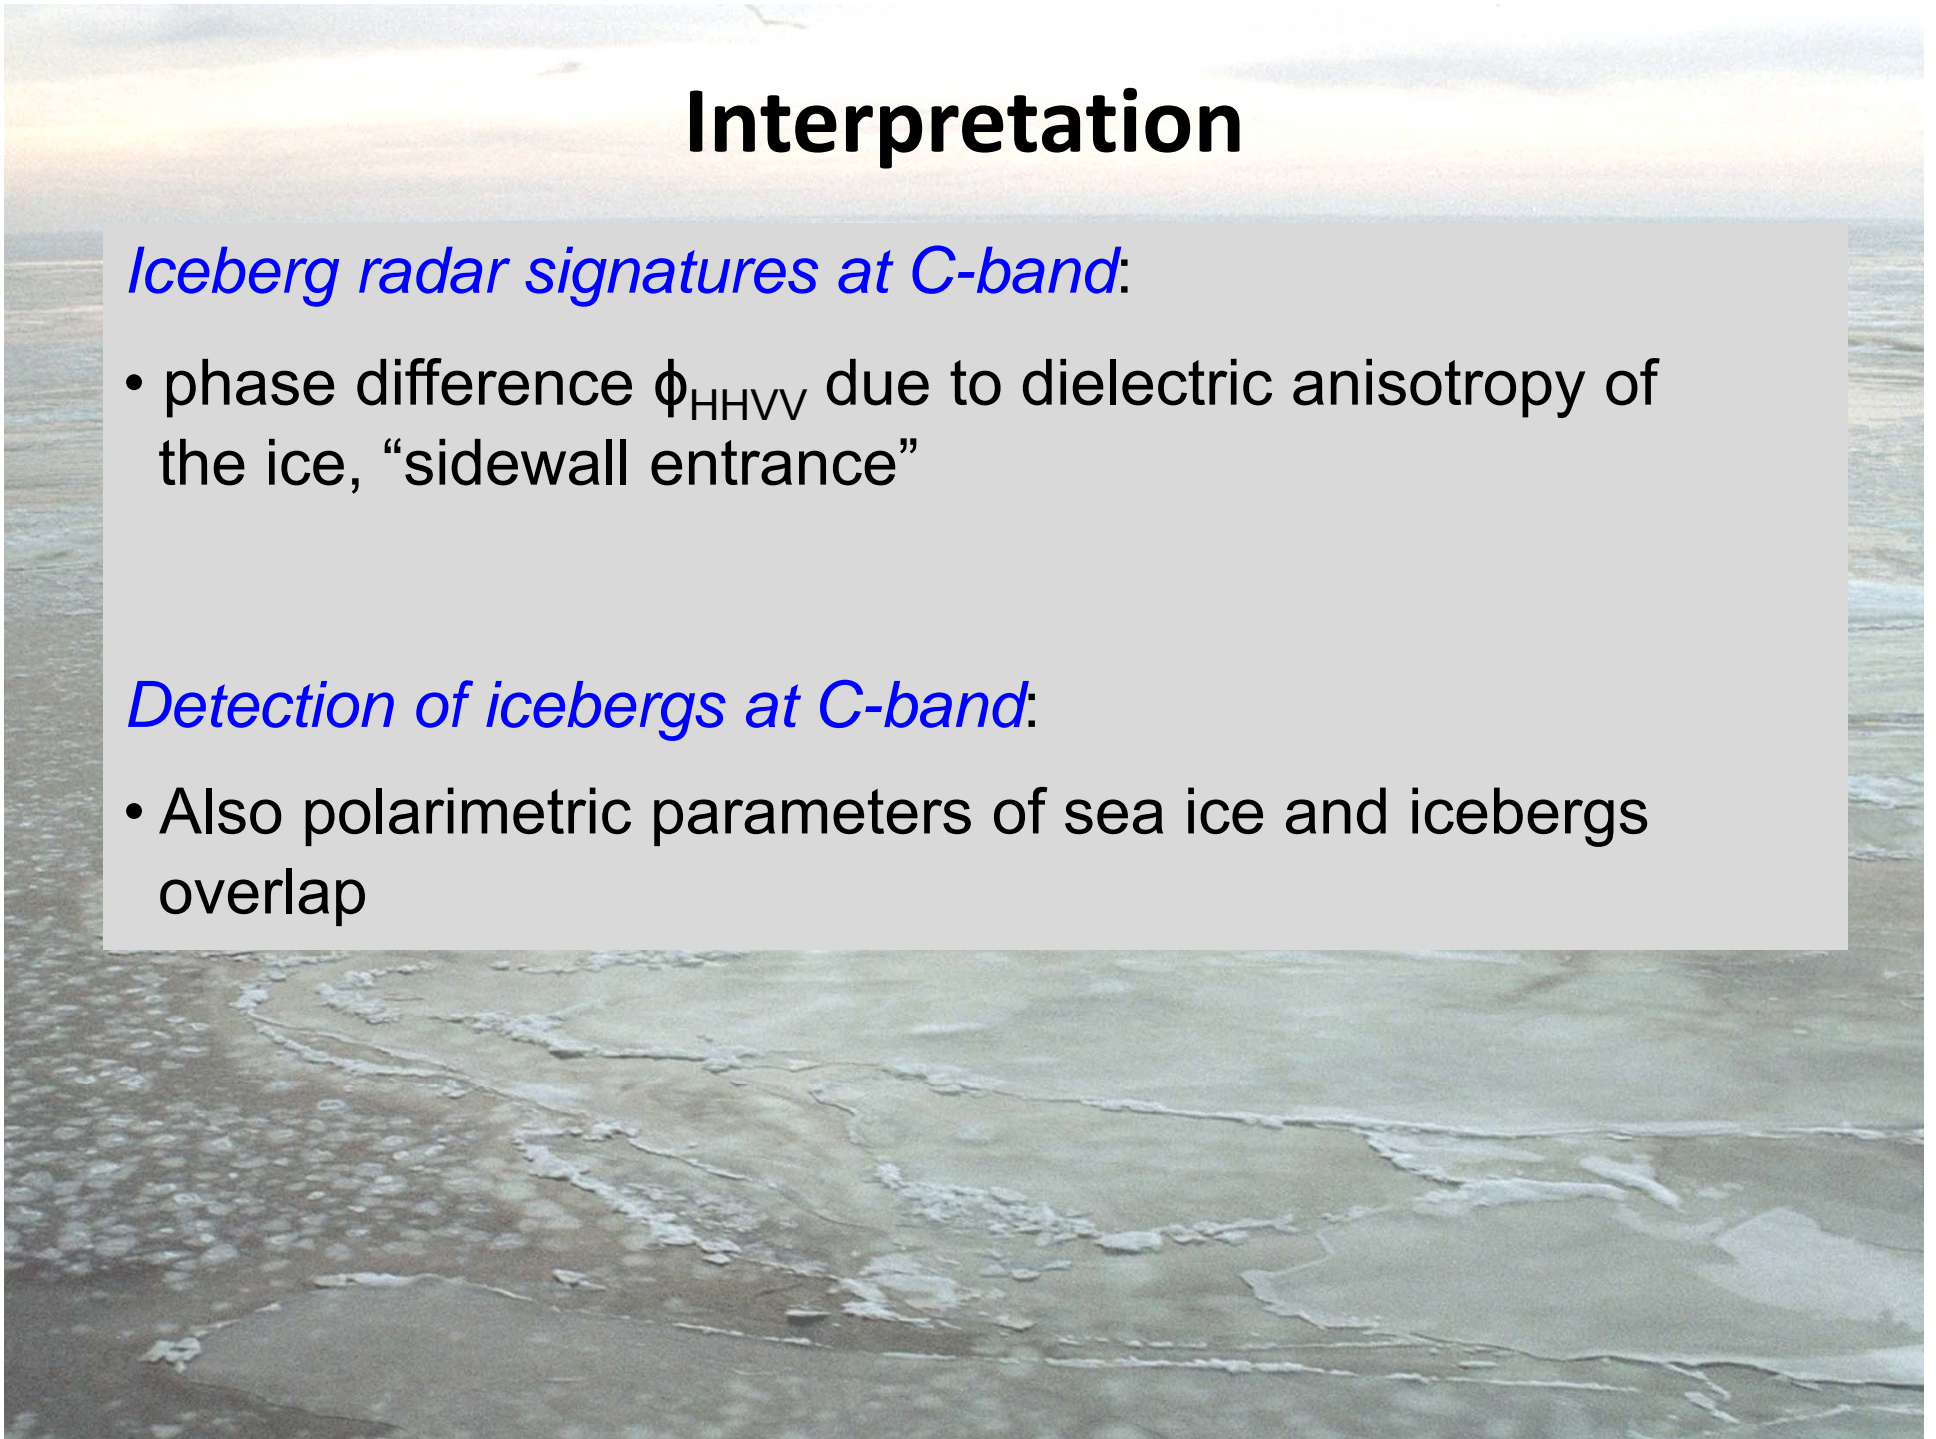 Interpretation
Iceberg radar signatures at C-band:
• phase difference ϕHHVV due to dielectric anisotropy of
the ice, “sidewall entrance”
Detection of icebergs at C-band:
• Also polarimetric parameters of sea ice and icebergs
overlap